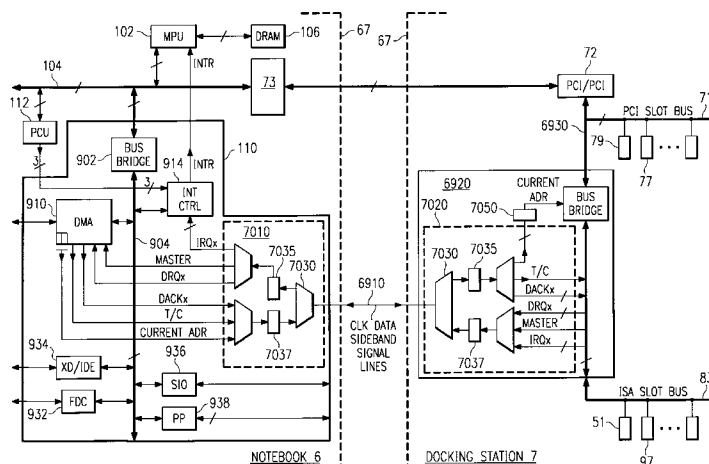 102
MPU
DRAM
106
67
67
72
104
INTR
73
PCI/PCI
112
PCU
6930
PCI SLOT BUS
71
BUS BRIDGE
902
110
914
INTR
79
77
3
3
INT CTRL
910
DMA
6920
CURRENT ADR
7020
7050
BUS BRIDGE
904
IRQx
7010
7035
7030
MASTER
DRQx
7030
7035
T/C
DACKx
6910
DACKx
T/C
CLK DATA
SIDEBAND
SIGNAL
LINES
DRQx
MASTER
CURRENT ADR
7037
7037
IRQx
934
XD/IDE
936
SIO
932
FDC
PP
938
ISA SLOT BUS
83
51
97
NOTEBOOK 6
DOCKING STATION 7